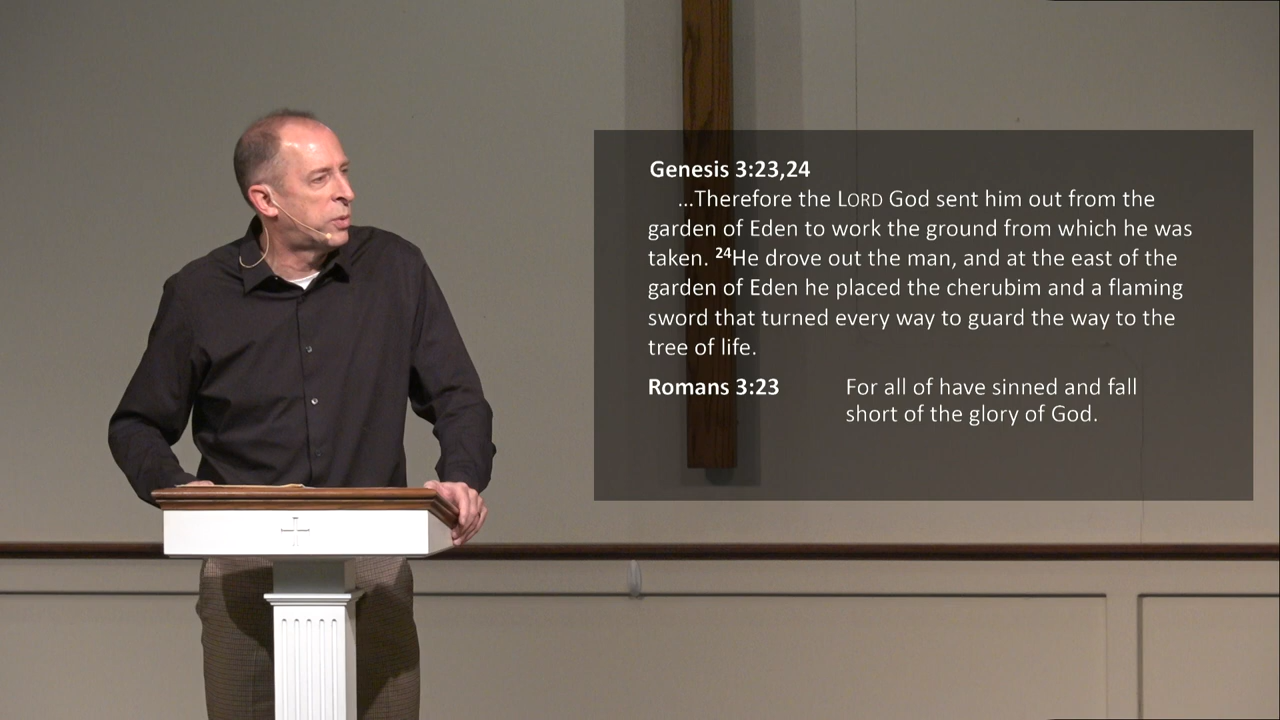 Genesis 3:23,24
...Therefore the LORD God sent him out from the
garden of Eden to work the ground from which he was
taken. 24He drove out the man, and at the east of the
garden of Eden he placed the cherubim and a flaming
sword that turned every way to guard the way to the
tree of life.
Romans 3:23 For all of have sinned and fall
short of the glory of God.